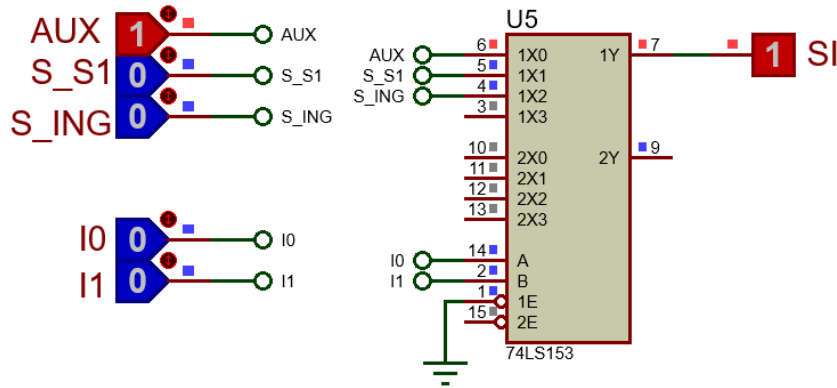 AUX 1 AUX
S_S1 0 S_S1
S_ING 0 S_ING
I0 0 I0
I1 0 I1
U5
AUX 6 1X0 1Y 7 1 SI
S_S1 5 1X1
S_ING 4 1X2
3 1X3
10 2X0 2Y 9
11 2X1
12 2X2
13 2X3
I0 14 A
I1 2 B
1 1E
15 2E
74LS153